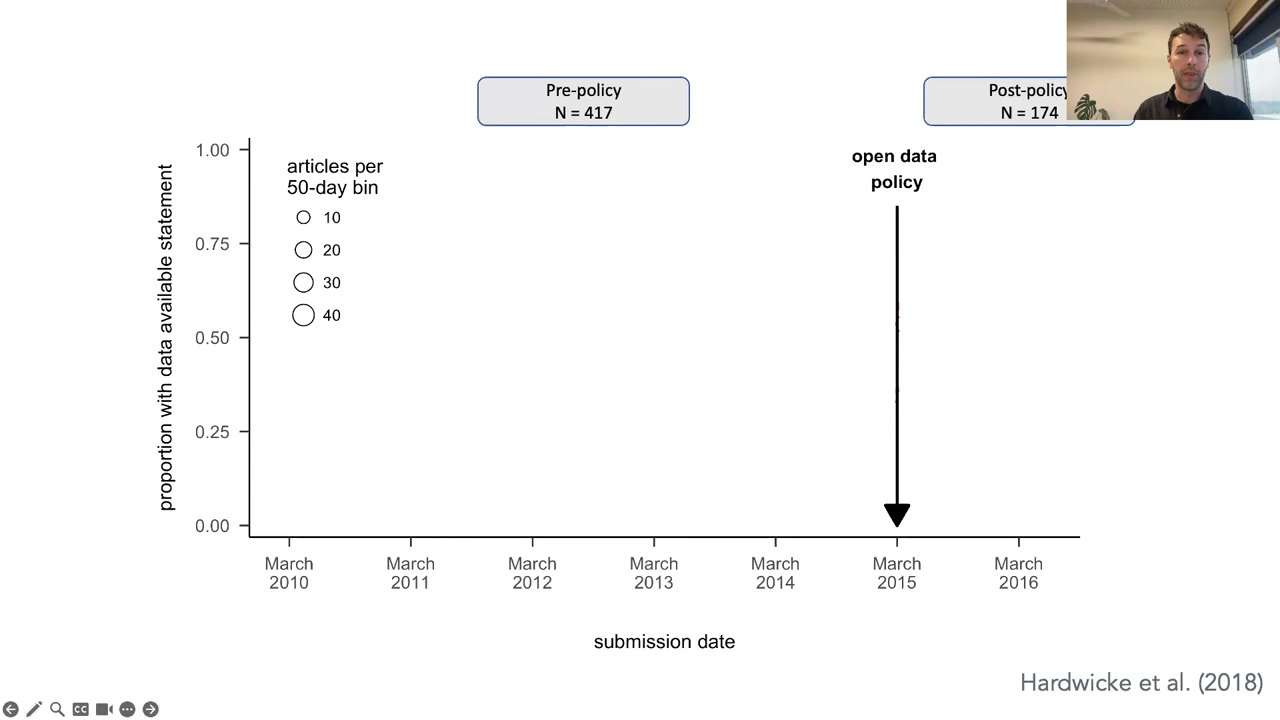 Pre-policy
N = 417
Post-policy
N = 174
open data
policy
articles per
50-day bin
10
20
30
40
proportion with data available statement
1.00
0.75
0.50
0.25
0.00
March
2010
March
2011
March
2012
March
2013
March
2014
March
2015
March
2016
submission date
Hardwicke et al. (2018)
CC